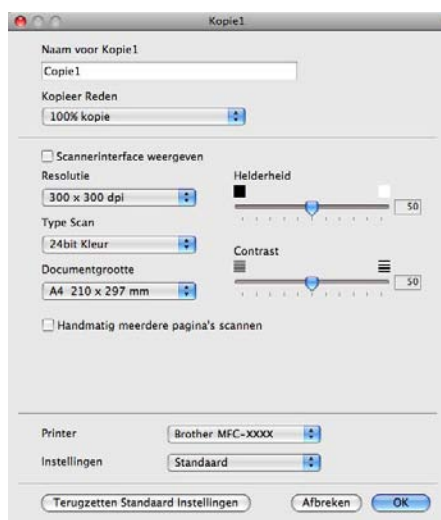 Kopie1
Naam voor Kopie1
Copie1
Kopieer Reden
100% kopie
Scannerinterface weergeven
Resolutie
300 x 300 dpi
Type Scan
24bit Kleur
Documentgrootte
A4 210 x 297 mm
Helderheid
50
Contrast
50
Handmatig meerdere pagina's scannen
Printer
Brother MFC-XXXX
Instellingen
Standaard
Terugzetten Standaard Instellingen
Afbreken
OK